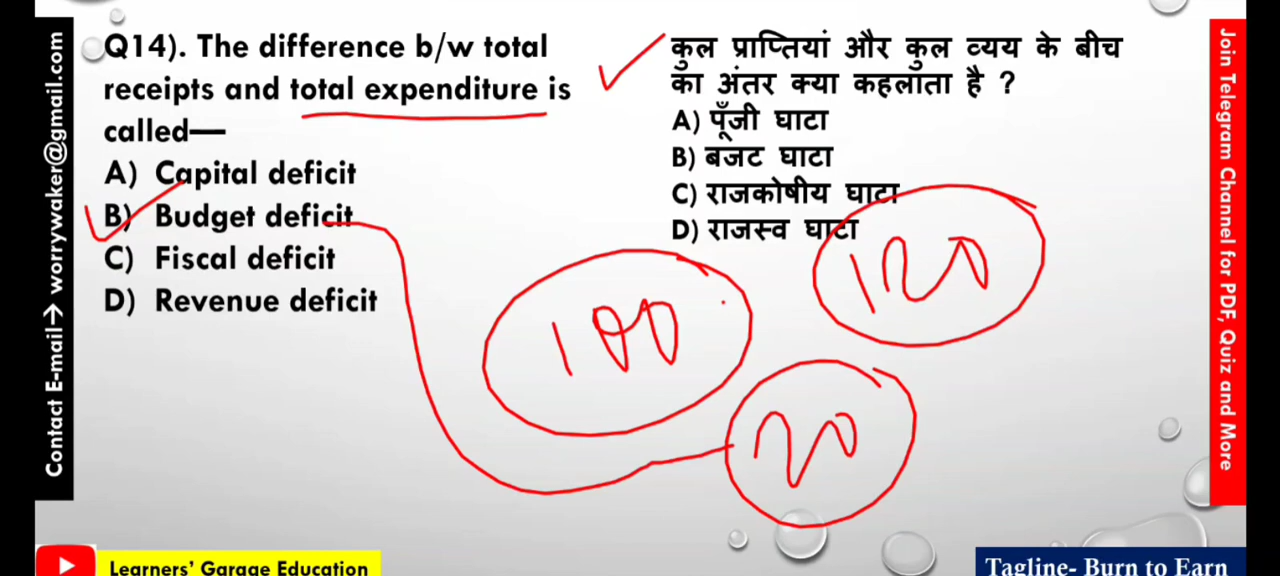 Q14). The difference b/w total
receipts and total expenditure is
called—
A) Capital deficit
B) Budget deficit
C) Fiscal deficit
D) Revenue deficit
कुल प्राप्तियां और कुल व्यय के बीच
का अंतर क्या कहलाता है ?
A) पूँजी घाटा
B) बजट घाटा
C) राजकोषीय घाटा
D) राजस्व घाटा
100
120
20
Contact E-mail→ worrywaker@gmail.com
Join Telegram Channel for PDF, Quiz and More
Learners' Garage Education
Tagline- Burn to Earn